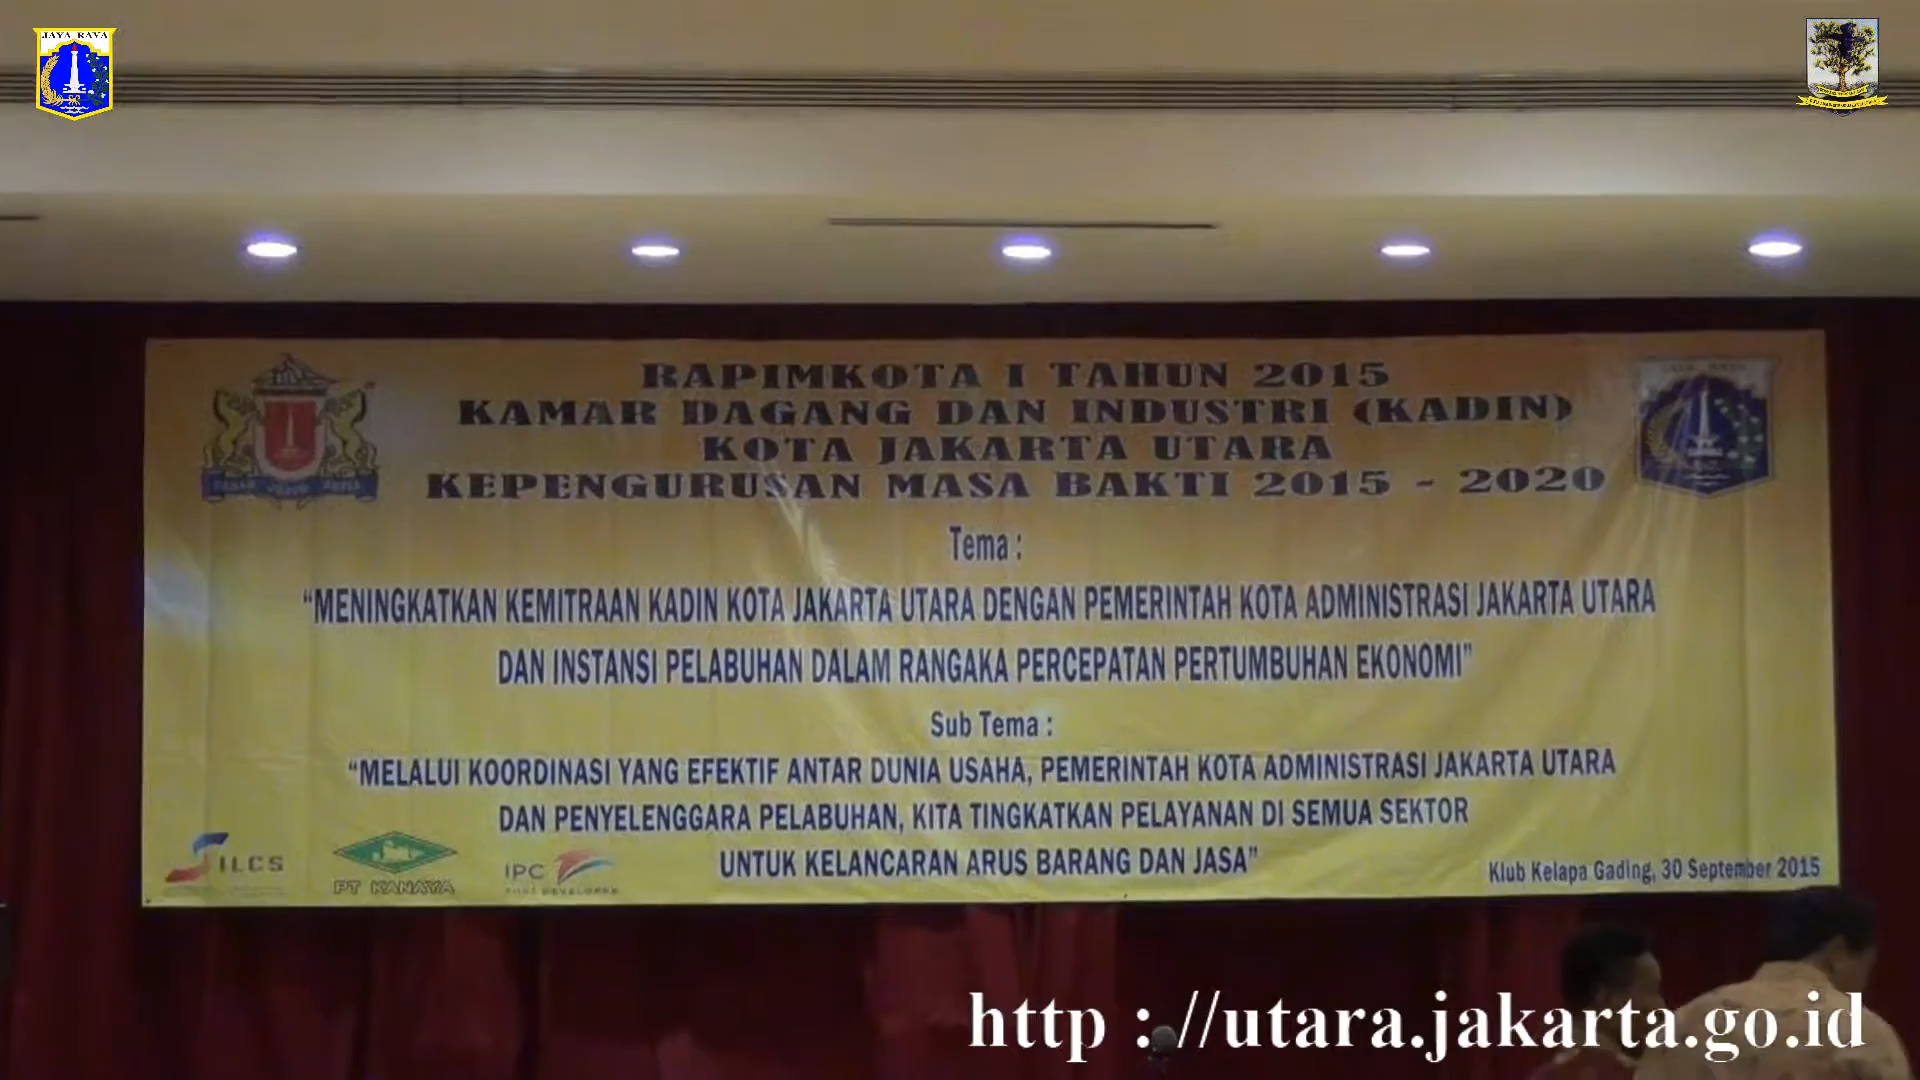 JAYA RAYA
RAPIMKOTA I TAHUN 2015
KAMAR DAGANG DAN INDUSTRI (KADIN)
KOTA JAKARTA UTARA
KEPENGURUSAN MASA BAKTI 2015 - 2020
JAYA RAYA
Tema :
“MENINGKATKAN KEMITRAAN KADIN KOTA JAKARTA UTARA DENGAN PEMERINTAH KOTA ADMINISTRASI JAKARTA UTARA
DAN INSTANSI PELABUHAN DALAM RANGAKA PERCEPATAN PERTUMBUHAN EKONOMI”
Sub Tema :
“MELALUI KOORDINASI YANG EFEKTIF ANTAR DUNIA USAHA, PEMERINTAH KOTA ADMINISTRASI JAKARTA UTARA
DAN PENYELENGGARA PELABUHAN, KITA TINGKATKAN PELAYANAN DI SEMUA SEKTOR
UNTUK KELANCARAN ARUS BARANG DAN JASA”
ILCS
PT KANAYA
IPC
PORT DEVELOPER
Klub Kelapa Gading, 30 September 2015
http : //utara.jakarta.go.id